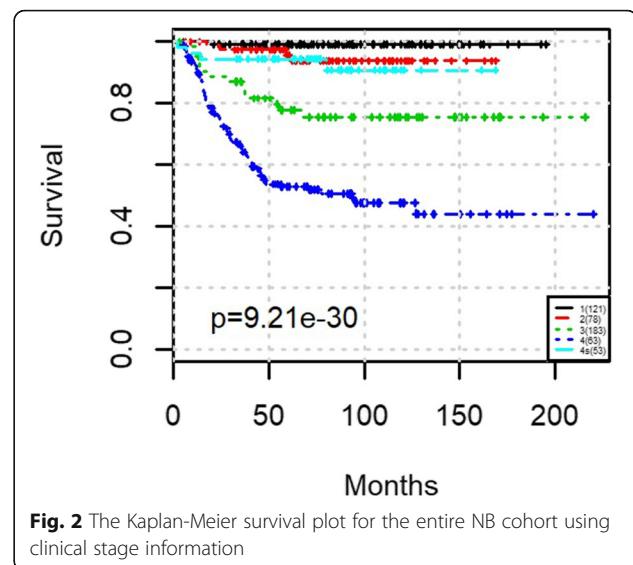 Survival
0.8
0.4
0.0
p=9.21e-30
1(121)
2(78)
3(183)
4(63)
4s(53)
0 50 100 150 200
Months
Fig. 2 The Kaplan-Meier survival plot for the entire NB cohort using
clinical stage information